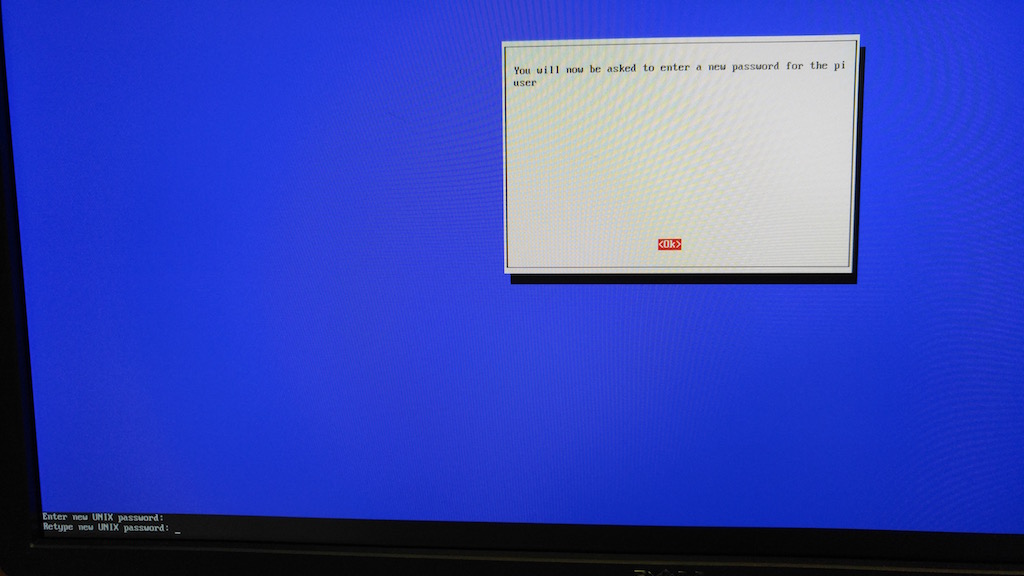 You will now be asked to enter a new password for the pi
user
<Ok>
Enter new UNIX password:
Retype new UNIX password: _